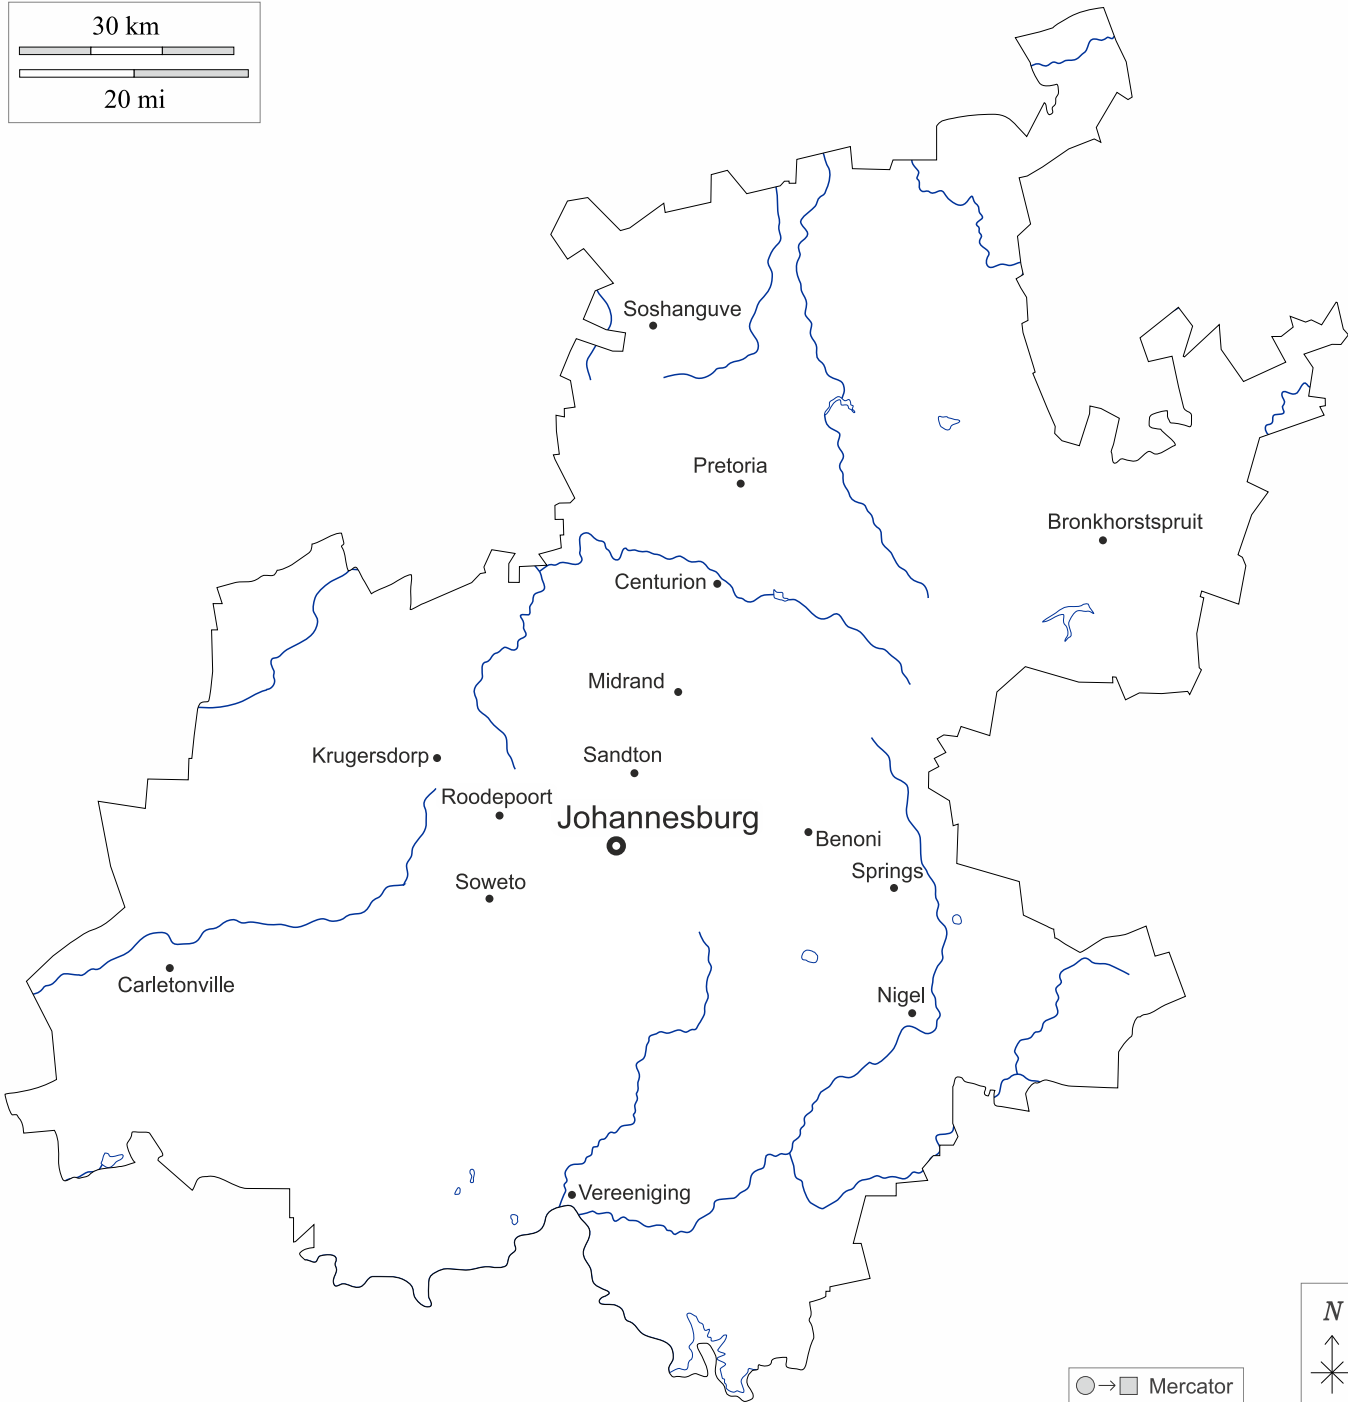 30 km
20 mi
Soshanguve
Pretoria
Bronkhorstspruit
Centurion
Midrand
Krugersdorp
Sandton
Roodepoort
Johannesburg
Benoni
Springs
Soweto
Carletonville
Nigel
Vereeniging
N
Mercator